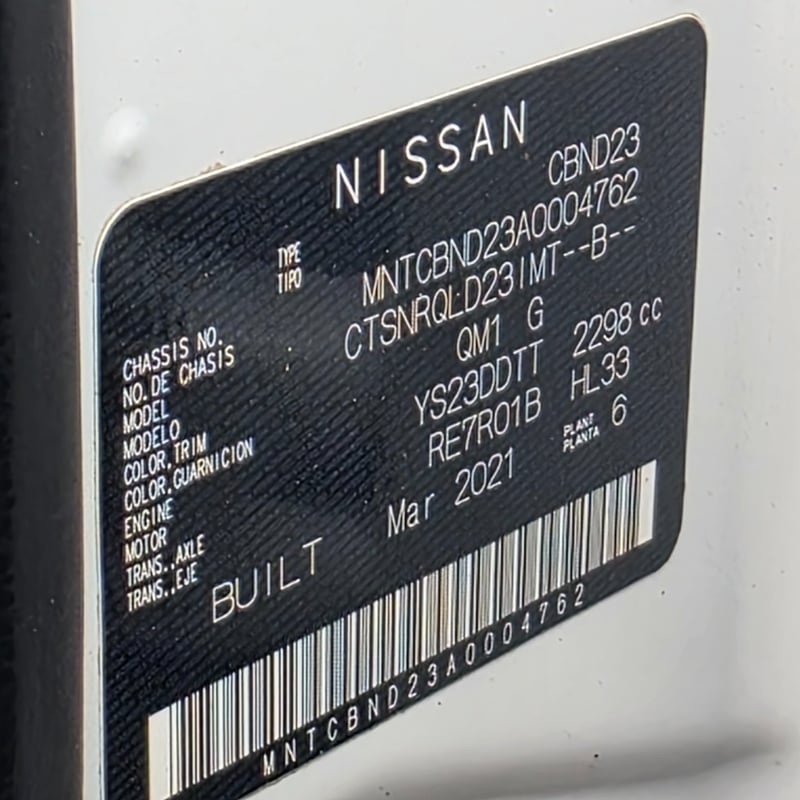 NISSAN
TYPE
TIPO
CBND23
CHASSIS NO.
NO. DE CHASIS
MNTCBND23A0004762
MODEL
MODELO
CTSNRQLD23IMT--B--
COLOR, TRIM
COLOR, GUARNICION
QM1 G
ENGINE
MOTOR
YS23DDTT 2298 cc
TRANS., AXLE
TRANS., EJE
RE7R01B HL33
PLANT
PLANTA
6
BUILT Mar 2021
MNTCBND23A0004762